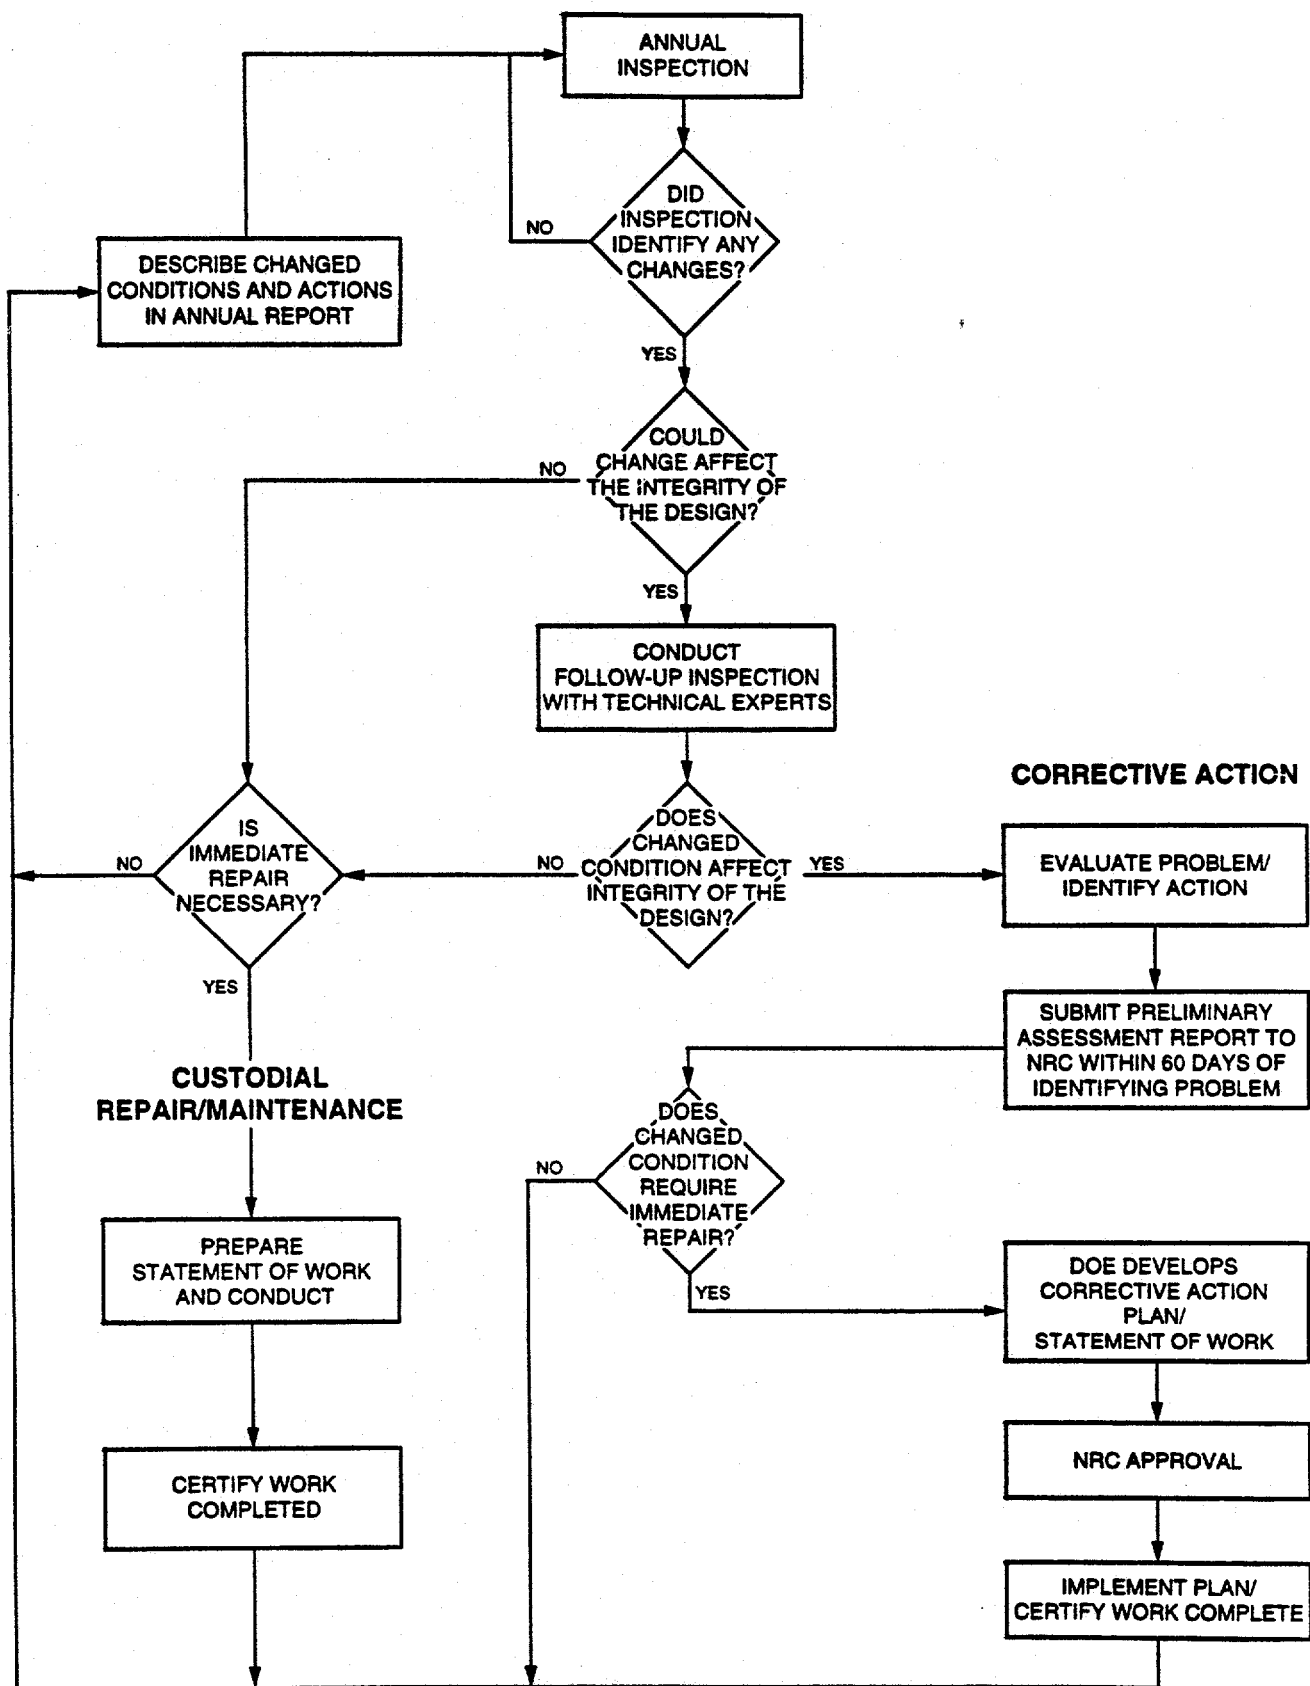 ANNUAL
INSPECTION
DID
INSPECTION
IDENTIFY ANY
CHANGES?
NO
DESCRIBE CHANGED
CONDITIONS AND ACTIONS
IN ANNUAL REPORT
YES
COULD
CHANGE AFFECT
THE INTEGRITY OF
THE DESIGN?
NO
YES
CONDUCT
FOLLOW-UP INSPECTION
WITH TECHNICAL EXPERTS
CORRECTIVE ACTION
IS
IMMEDIATE
REPAIR
NECESSARY?
NO
DOES
CHANGED
CONDITION AFFECT
INTEGRITY OF THE
DESIGN?
NO
YES
EVALUATE PROBLEM/
IDENTIFY ACTION
YES
SUBMIT PRELIMINARY
ASSESSMENT REPORT TO
NRC WITHIN 60 DAYS OF
IDENTIFYING PROBLEM
CUSTODIAL
REPAIR/MAINTENANCE
DOES
CHANGED
CONDITION
REQUIRE
IMMEDIATE
REPAIR?
NO
YES
PREPARE
STATEMENT OF WORK
AND CONDUCT
DOE DEVELOPS
CORRECTIVE ACTION
PLAN/
STATEMENT OF WORK
NRC APPROVAL
CERTIFY WORK
COMPLETED
IMPLEMENT PLAN/
CERTIFY WORK COMPLETE